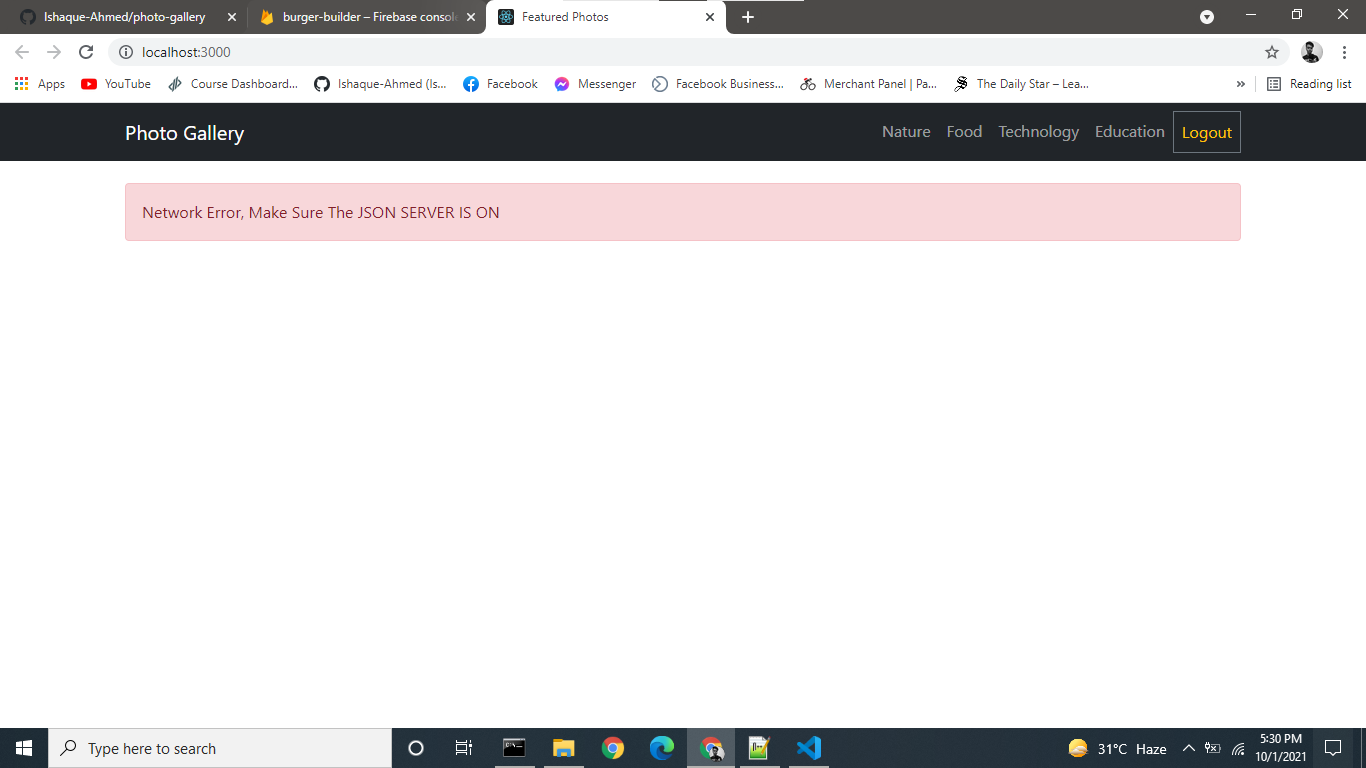 Ishaque-Ahmed/photo-gallery
burger-builder – Firebase console
Featured Photos
localhost:3000
Apps
YouTube
Course Dashboard...
Ishaque-Ahmed (Is...
Facebook
Messenger
Facebook Business...
Merchant Panel | Pa...
The Daily Star – Lea...
»
Reading list
Photo Gallery
Nature
Food
Technology
Education
Logout
Network Error, Make Sure The JSON SERVER IS ON
Type here to search
31°C Haze
5:30 PM
10/1/2021